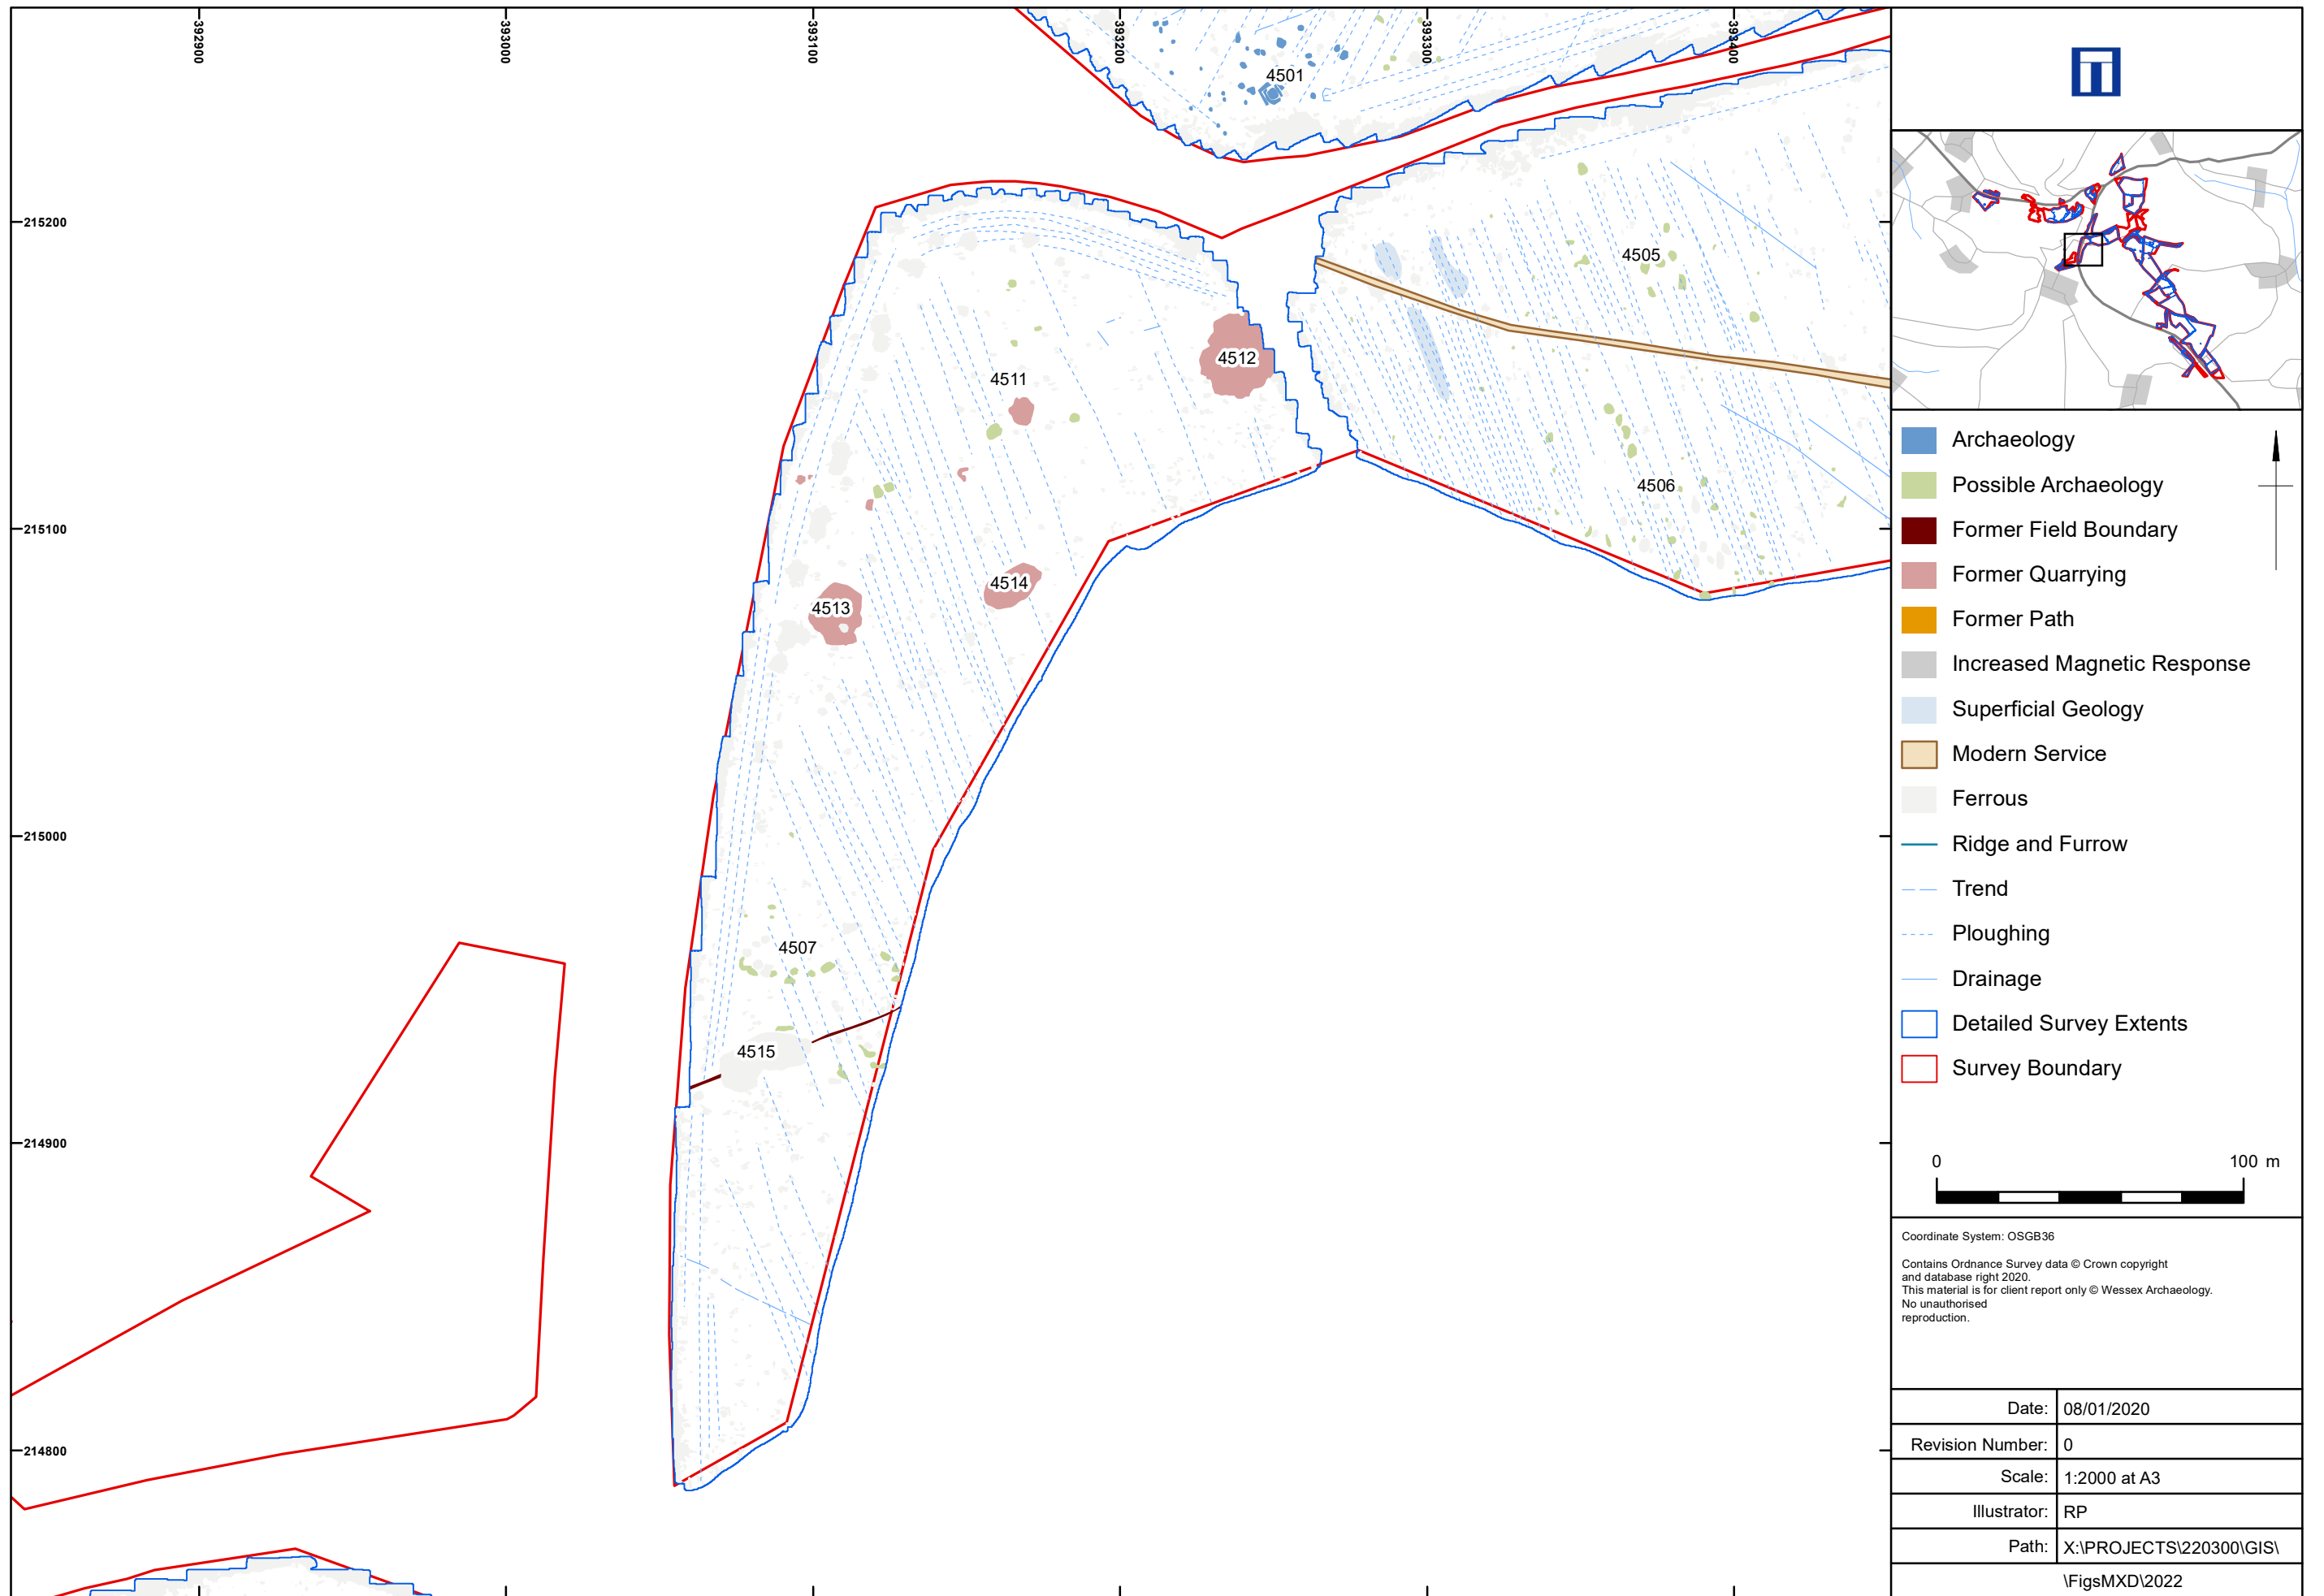 392900
393000
393100
393200
393300
393400
4501
215200
4505
4512
4511
4506
215100
4514
4513
215000
4507
4515
214900
214800
Archaeology
Possible Archaeology
Former Field Boundary
Former Quarrying
Former Path
Increased Magnetic Response
Superficial Geology
Modern Service
Ferrous
Ridge and Furrow
Trend
Ploughing
Drainage
Detailed Survey Extents
Survey Boundary
0 100 m
Coordinate System: OSGB36
Contains Ordnance Survey data © Crown copyright
and database right 2020.
This material is for client report only © Wessex Archaeology.
No unauthorised
reproduction.
Date: 08/01/2020
Revision Number: 0
Scale: 1:2000 at A3
Illustrator: RP
Path: X:\PROJECTS\220300\GIS\
\FigsMXD\2022